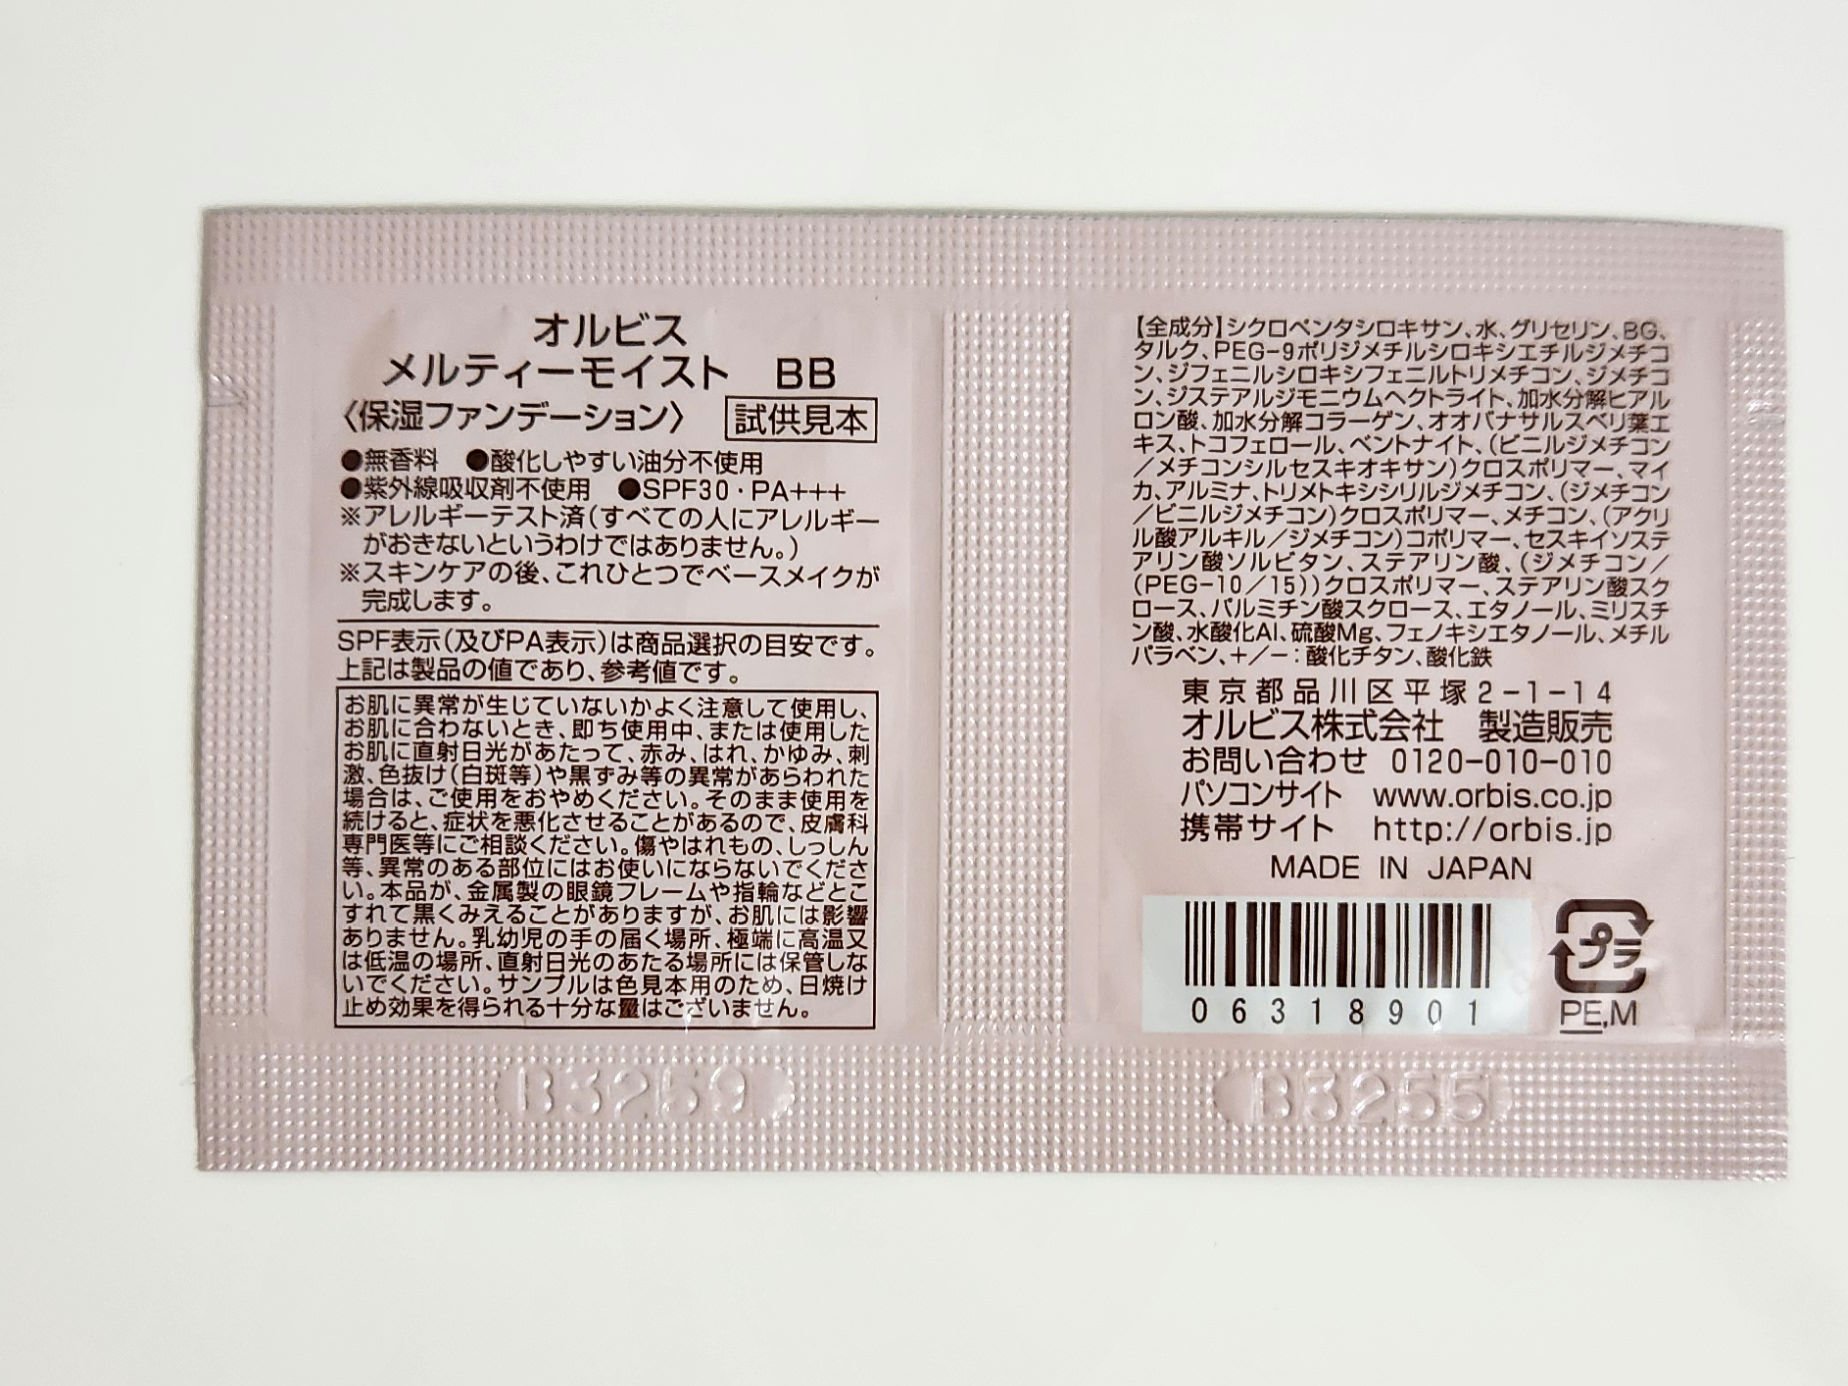 オルビス
メルティーモイスト BB
〈保湿ファンデーション〉 試供見本
●無香料 ●酸化しやすい油分不使用
●紫外線吸収剤不使用 ●SPF30・PA+++
※アレルギーテスト済(すべての人にアレルギー
がおきないというわけではありません。)
※スキンケアの後、これひとつでベースメイクが
完成します。
SPF表示(及びPA表示)は商品選択の目安です。
上記は製品の値であり、参考値です。
お肌に異常が生じていないかよく注意して使用し、
お肌に合わないとき、即ち使用中、または使用した
お肌に直射日光があたって、赤み、はれ、かゆみ、刺
激、色抜け(白斑等)や黒ずみ等の異常があらわれた
場合は、ご使用をおやめください。そのまま使用を
続けると、症状を悪化させることがあるので、皮膚科
専門医等にご相談ください。傷やはれもの、しっしん
等、異常のある部位にはお使いにならないでくださ
い。本品が、金属製の眼鏡フレームや指輪などとこ
すれて黒くみえることがありますが、お肌には影響
ありません。乳幼児の手の届く場所、極端に高温又
は低温の場所、直射日光のあたる場所には保管しな
いでください。サンプルは色見本用のため、日焼け
止め効果を得られる十分な量はございません。
B3259
【全成分】シクロペンタシロキサン、水、グリセリン、BG、
タルク、PEG-9ポリジメチルシロキシエチルジメチコ
ン、ジフェニルシロキシフェニルトリメチコン、ジメチコ
ン、ジステアルジモニウムヘクトライト、加水分解ヒアル
ロン酸、加水分解コラーゲン、オオバナサルスベリ葉エ
キス、トコフェロール、ベントナイト、(ビニルジメチコン
/メチコンシルセスキオキサン)クロスポリマー、マイ
カ、アルミナ、トリメトキシシリルジメチコン、(ジメチコン
/ビニルジメチコン)クロスポリマー、メチコン、(アクリ
ル酸アルキル/ジメチコン)コポリマー、セスキイソステ
アリン酸ソルビタン、ステアリン酸、(ジメチコン/
(PEG-10/15))クロスポリマー、ステアリン酸スク
ロース、パルミチン酸スクロース、エタノール、ミリスチ
ン酸、水酸化Al、硫酸Mg、フェノキシエタノール、メチル
パラベン、+/-:酸化チタン、酸化鉄
東京都品川区平塚2-1-14
オルビス株式会社 製造販売
お問い合わせ 0120-010-010
パソコンサイト www.orbis.co.jp
携帯サイト http://orbis.jp
MADE IN JAPAN
06318901
プラ
PE,M
B3255